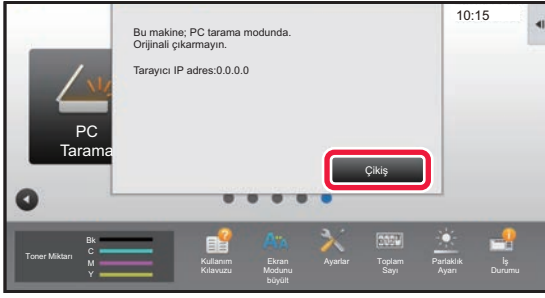 Bu makine; PC tarama modunda.
Orijinali çıkarmayın.
Tarayıcı IP adres:0.0.0.0
Çikiş
10:15
PC
Tarama
Toner Miktarı
Bk
C
M
Y
Kullanım
Kılavuzu
Ekran
Modunu
büyült
Ayarlar
Toplam
Sayı
Parlaklık
Ayarı
İş
Durumu